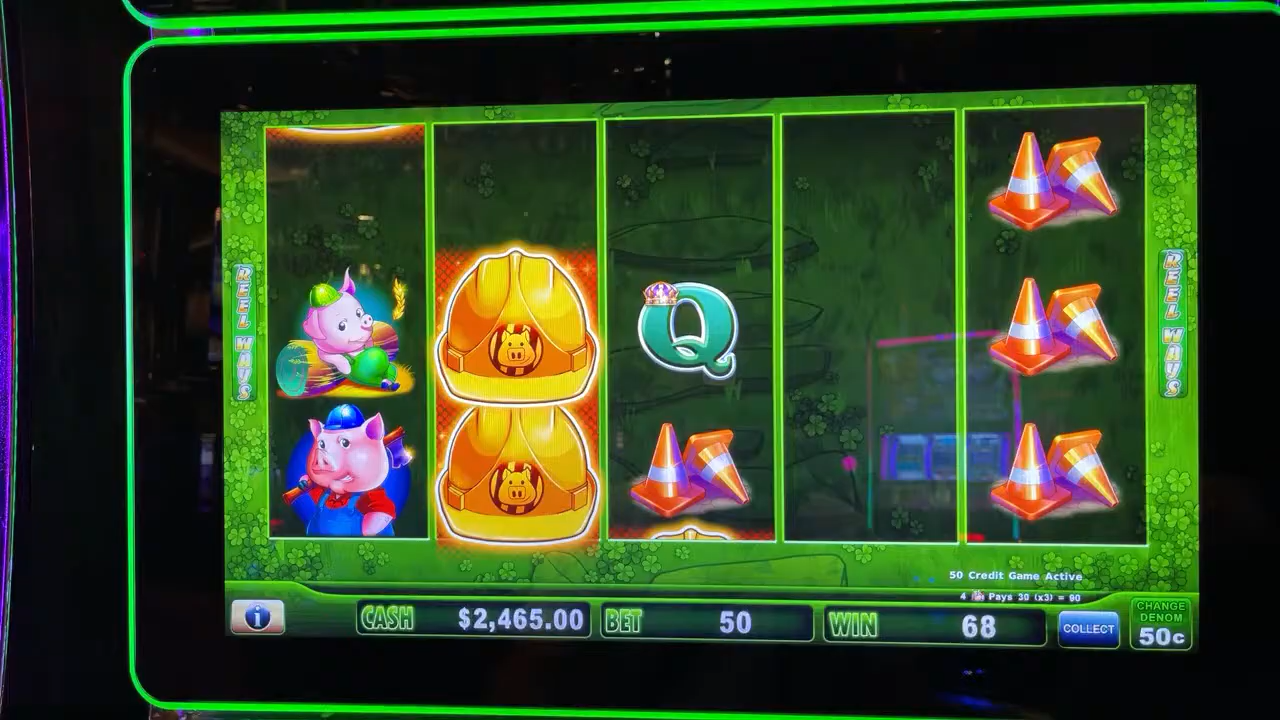 REEL WAYS
REEL WAYS
Q
50 Credit Game Active
4 Pays 30 (x3) = 90
i
CASH $2,465.00
BET 50
WIN 68
COLLECT
CHANGE
DENOM
50¢